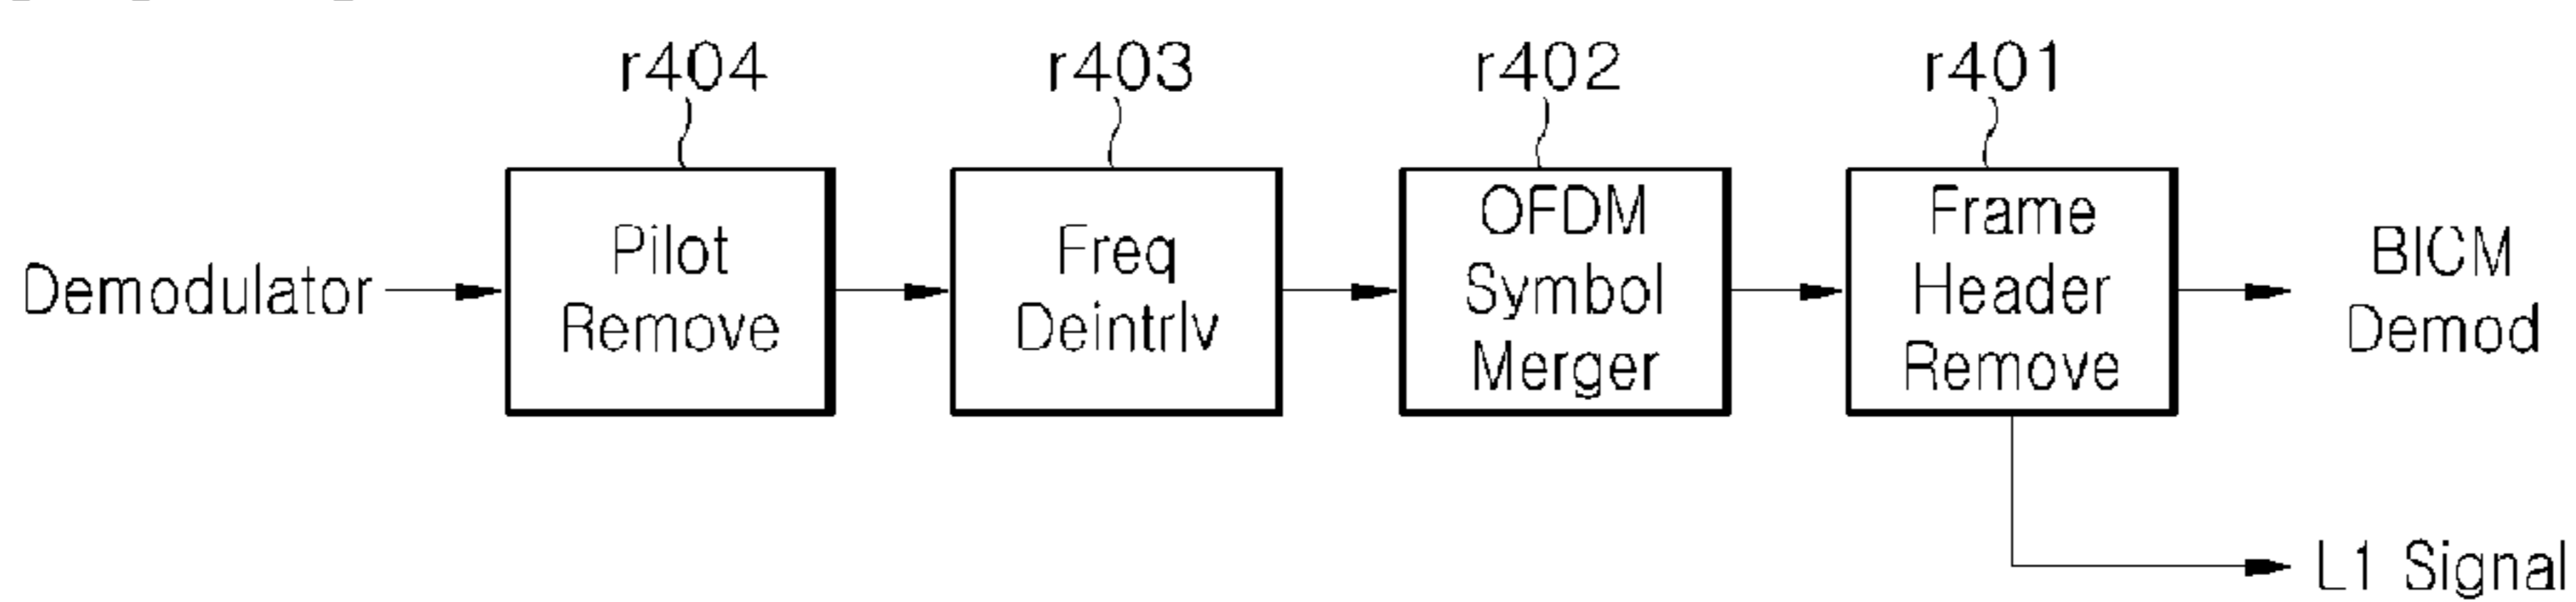 r404
r403
r402
r401
Demodulator
Pilot
Remove
Freq
Deintrlv
OFDM
Symbol
Merger
Frame
Header
Remove
BICM
Demod
L1 Signal